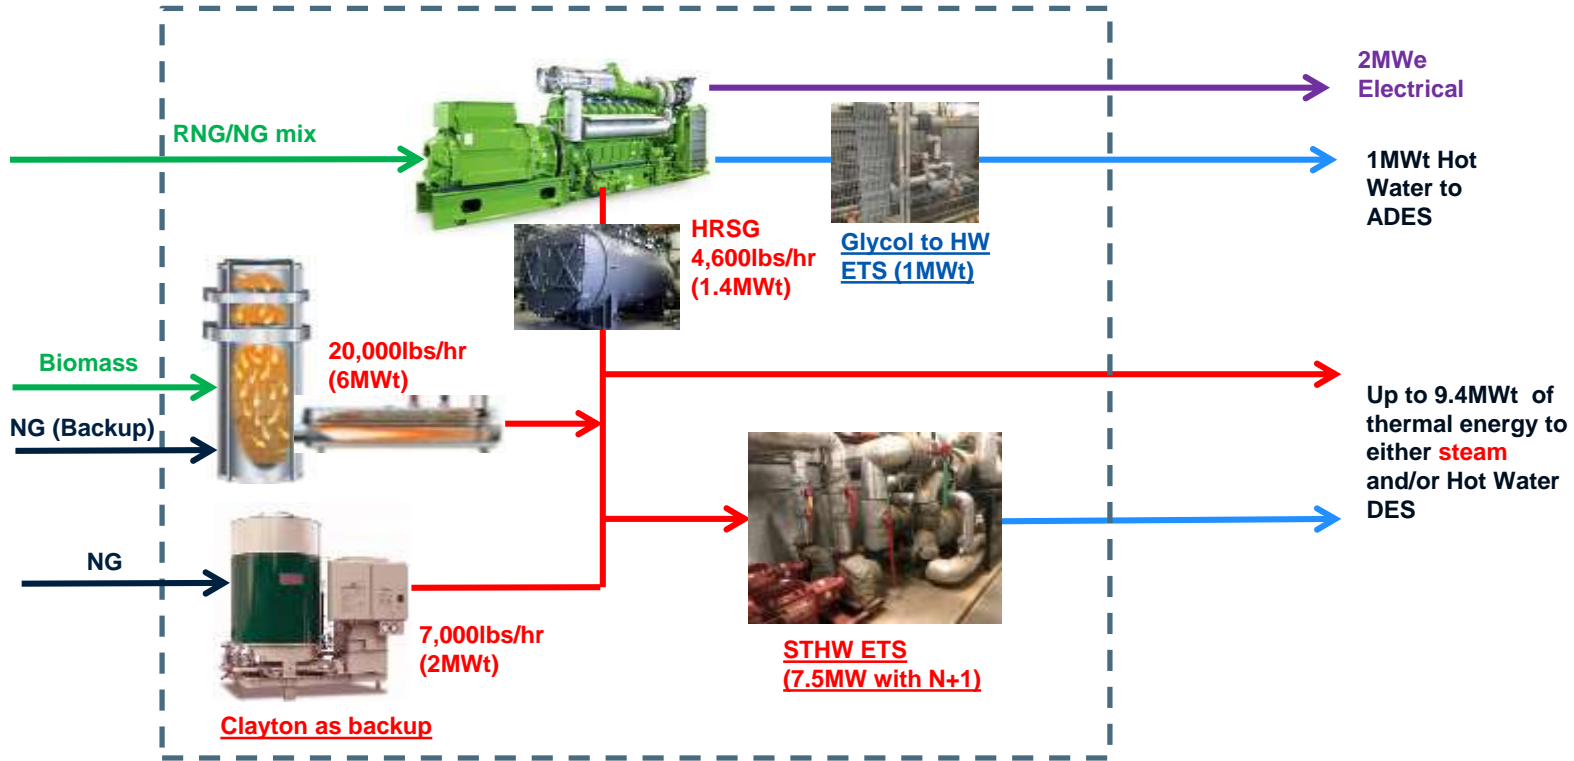 2MWe
Electrical
RNG/NG mix
1MWt Hot
Water to
ADES
HRSG
4,600lbs/hr
(1.4MWt)
Glycol to HW
ETS (1MWt)
20,000lbs/hr
(6MWt)
Biomass
NG (Backup)
Up to 9.4MWt of
thermal energy to
either steam
and/or Hot Water
DES
NG
7,000lbs/hr
(2MWt)
STHW ETS
(7.5MW with N+1)
Clayton as backup